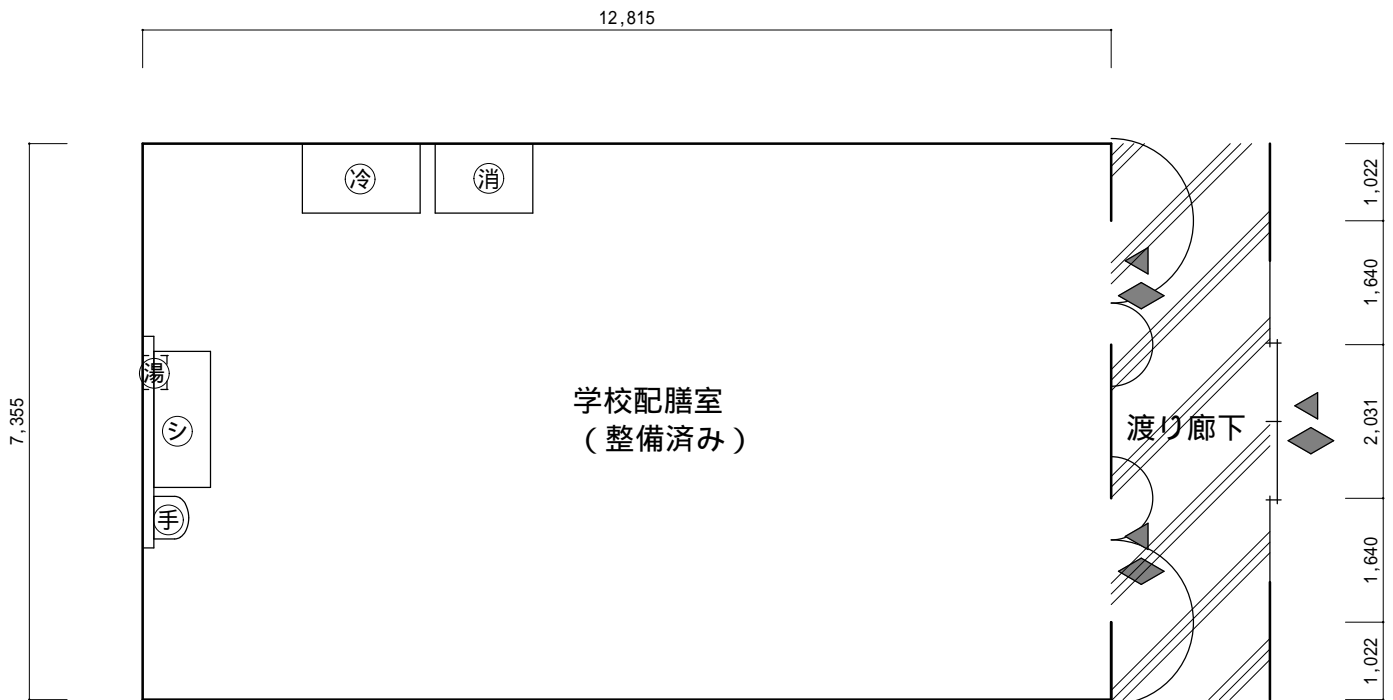 12,815
冷
消
1,022
1,640
湯
シ
手
7,355
学校配膳室
（整備済み）
渡り廊下
2,031
1,640
1,022